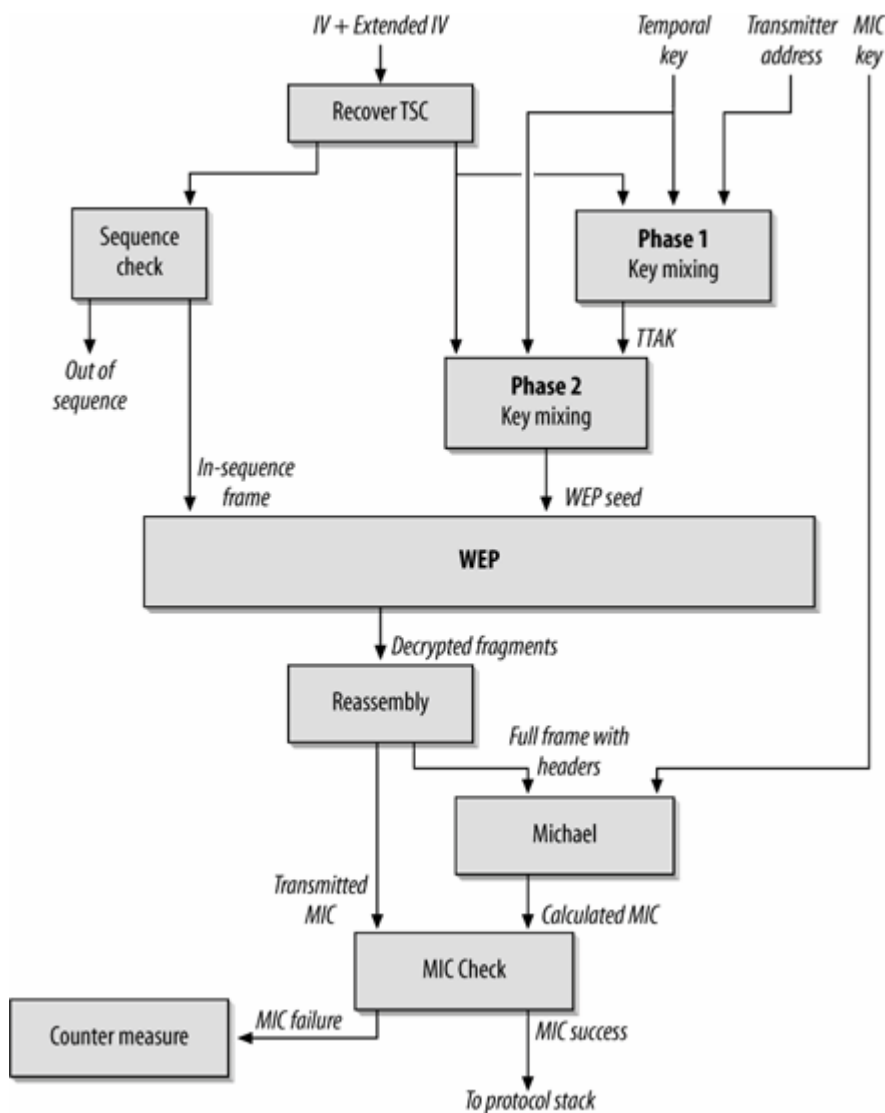 IV + Extended IV
Temporal
key
Transmitter
address
MIC
key
Recover TSC
Sequence
check
Phase 1
Key mixing
TTAK
Out of
sequence
Phase 2
Key mixing
In-sequence
frame
WEP seed
WEP
Decrypted fragments
Reassembly
Full frame with
headers
Michael
Transmitted
MIC
Calculated MIC
MIC Check
Counter measure
MIC failure
MIC success
To protocol stack